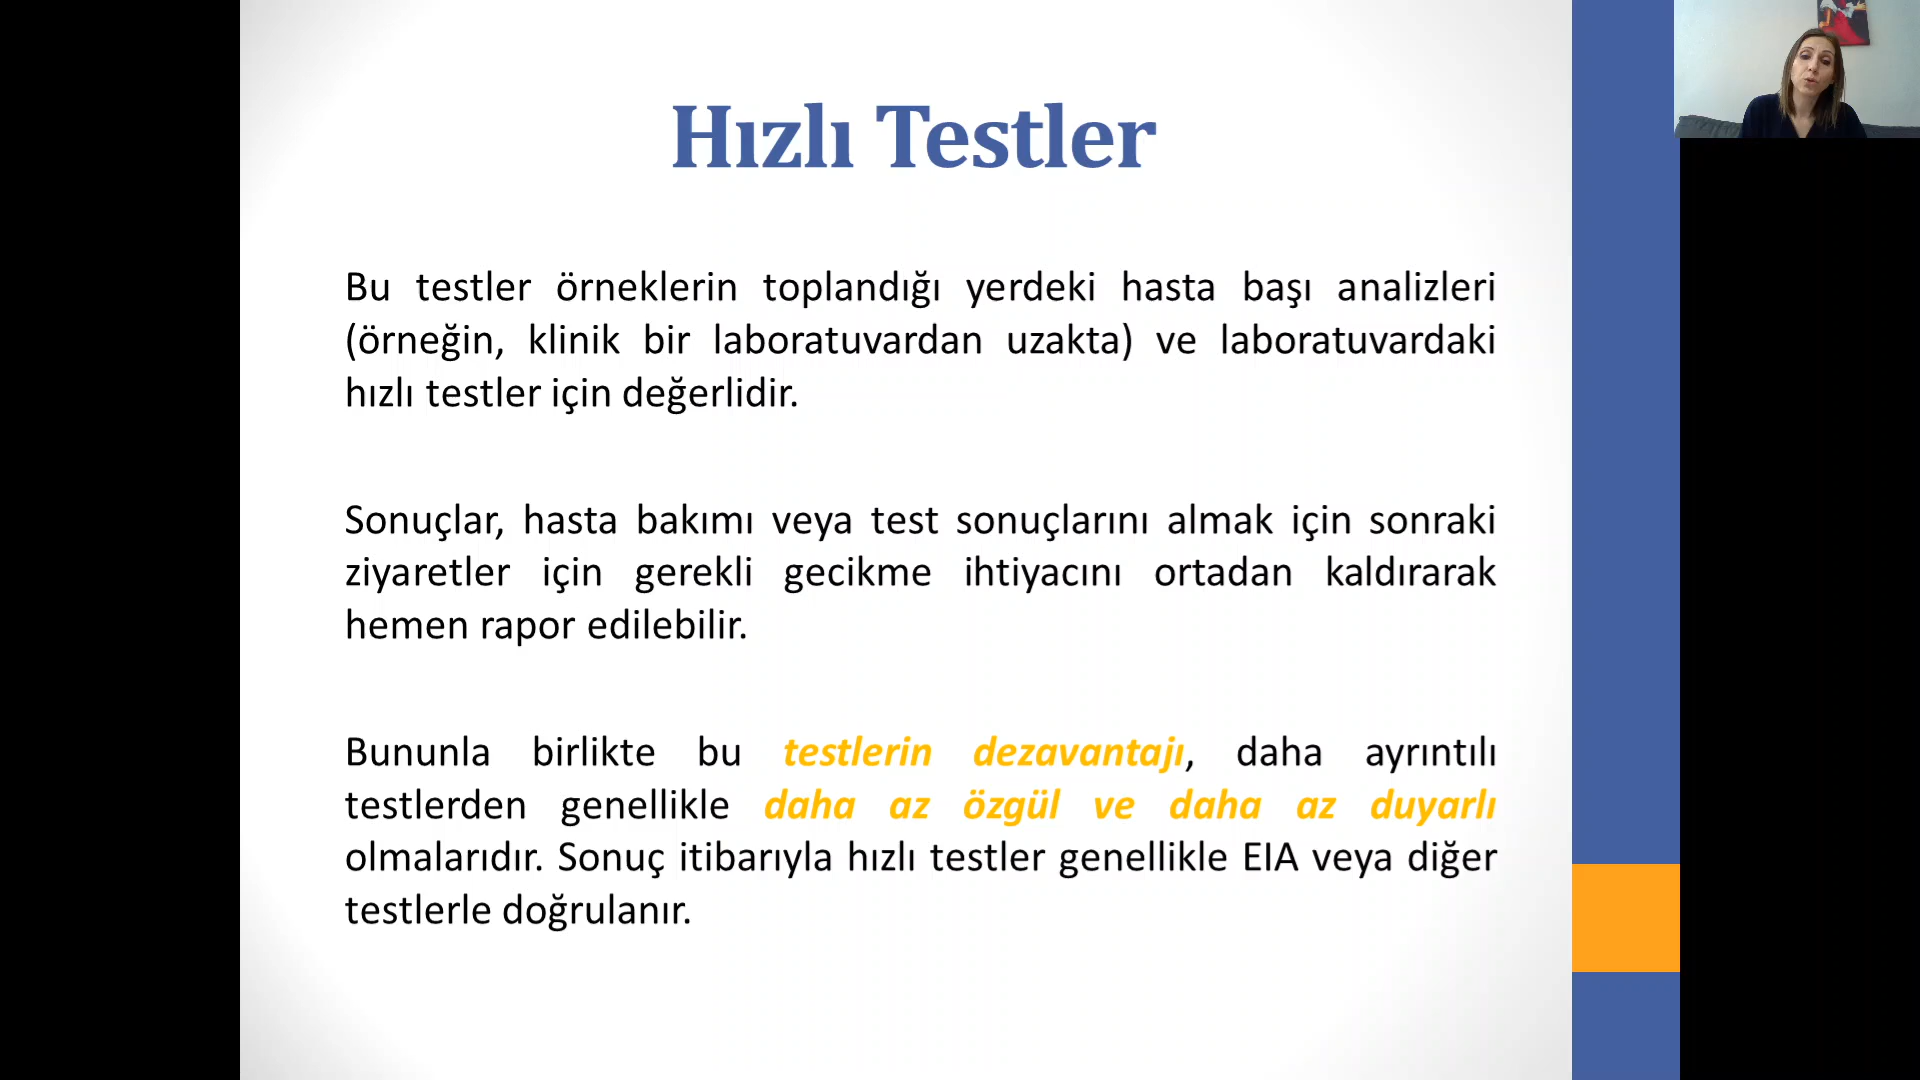 Hızlı Testler
Bu testler örneklerin toplandığı yerdeki hasta başı analizleri
(örneğin, klinik bir laboratuvardan uzakta) ve laboratuvardaki
hızlı testler için değerlidir.
Sonuçlar, hasta bakımı veya test sonuçlarını almak için sonraki
ziyaretler için gerekli gecikme ihtiyacını ortadan kaldırarak
hemen rapor edilebilir.
Bununla birlikte bu testlerin dezavantajı, daha ayrıntılı
testlerden genellikle daha az özgül ve daha az duyarlı
olmalarıdır. Sonuç itibarıyla hızlı testler genellikle EIA veya diğer
testlerle doğrulanır.